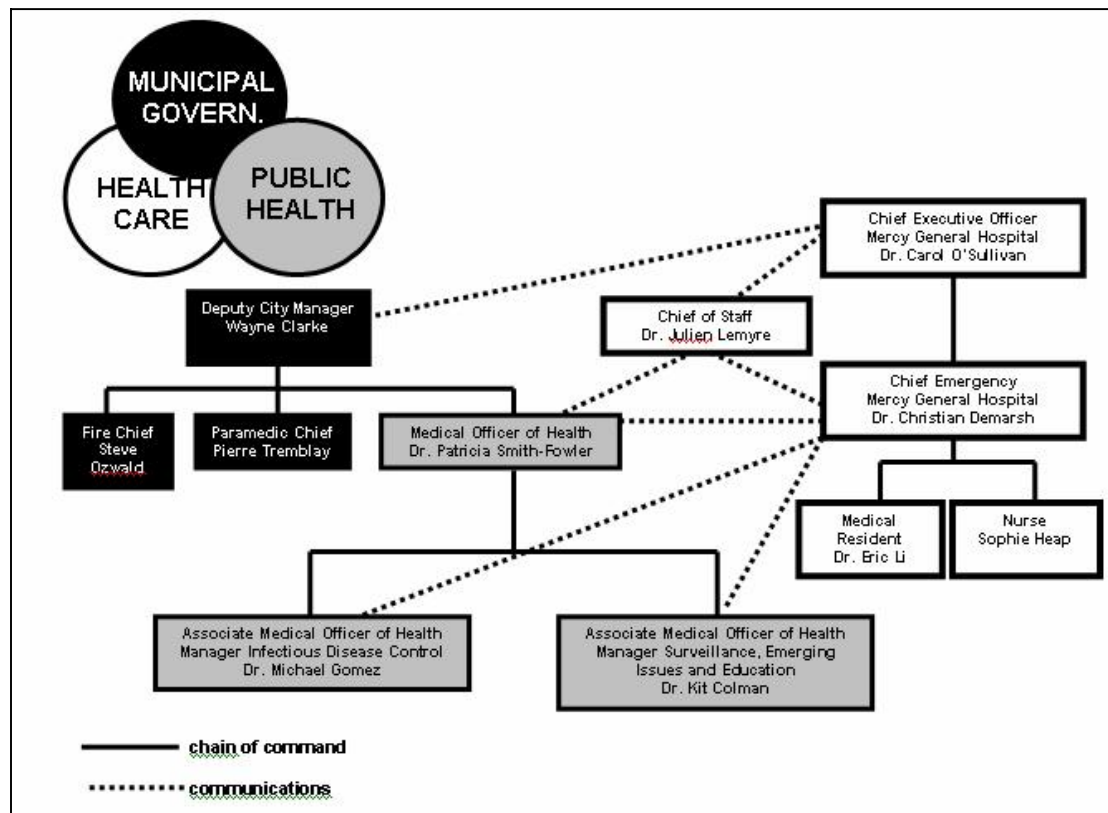 MUNICIPAL
GOVERN.
HEALTH
CARE
PUBLIC
HEALTH
Chief Executive Officer
Mercy General Hospital
Dr. Carol O'Sullivan
Deputy City Manager
Wayne Clarke
Chief of Staff
Dr. Julien Lemyre
Chief Emergency
Mercy General Hospital
Dr. Christian Demarsh
Fire Chief
Steve
Ozwald
Paramedic Chief
Pierre Tremblay
Medical Officer of Health
Dr. Patricia Smith-Fowler
Medical
Resident
Dr. Eric Li
Nurse
Sophie Heap
Associate Medical Officer of Health
Manager Infectious Disease Control
Dr. Michael Gomez
Associate Medical Officer of Health
Manager Surveillance, Emerging
Issues and Education
Dr. Kit Colman
chain of command
communications